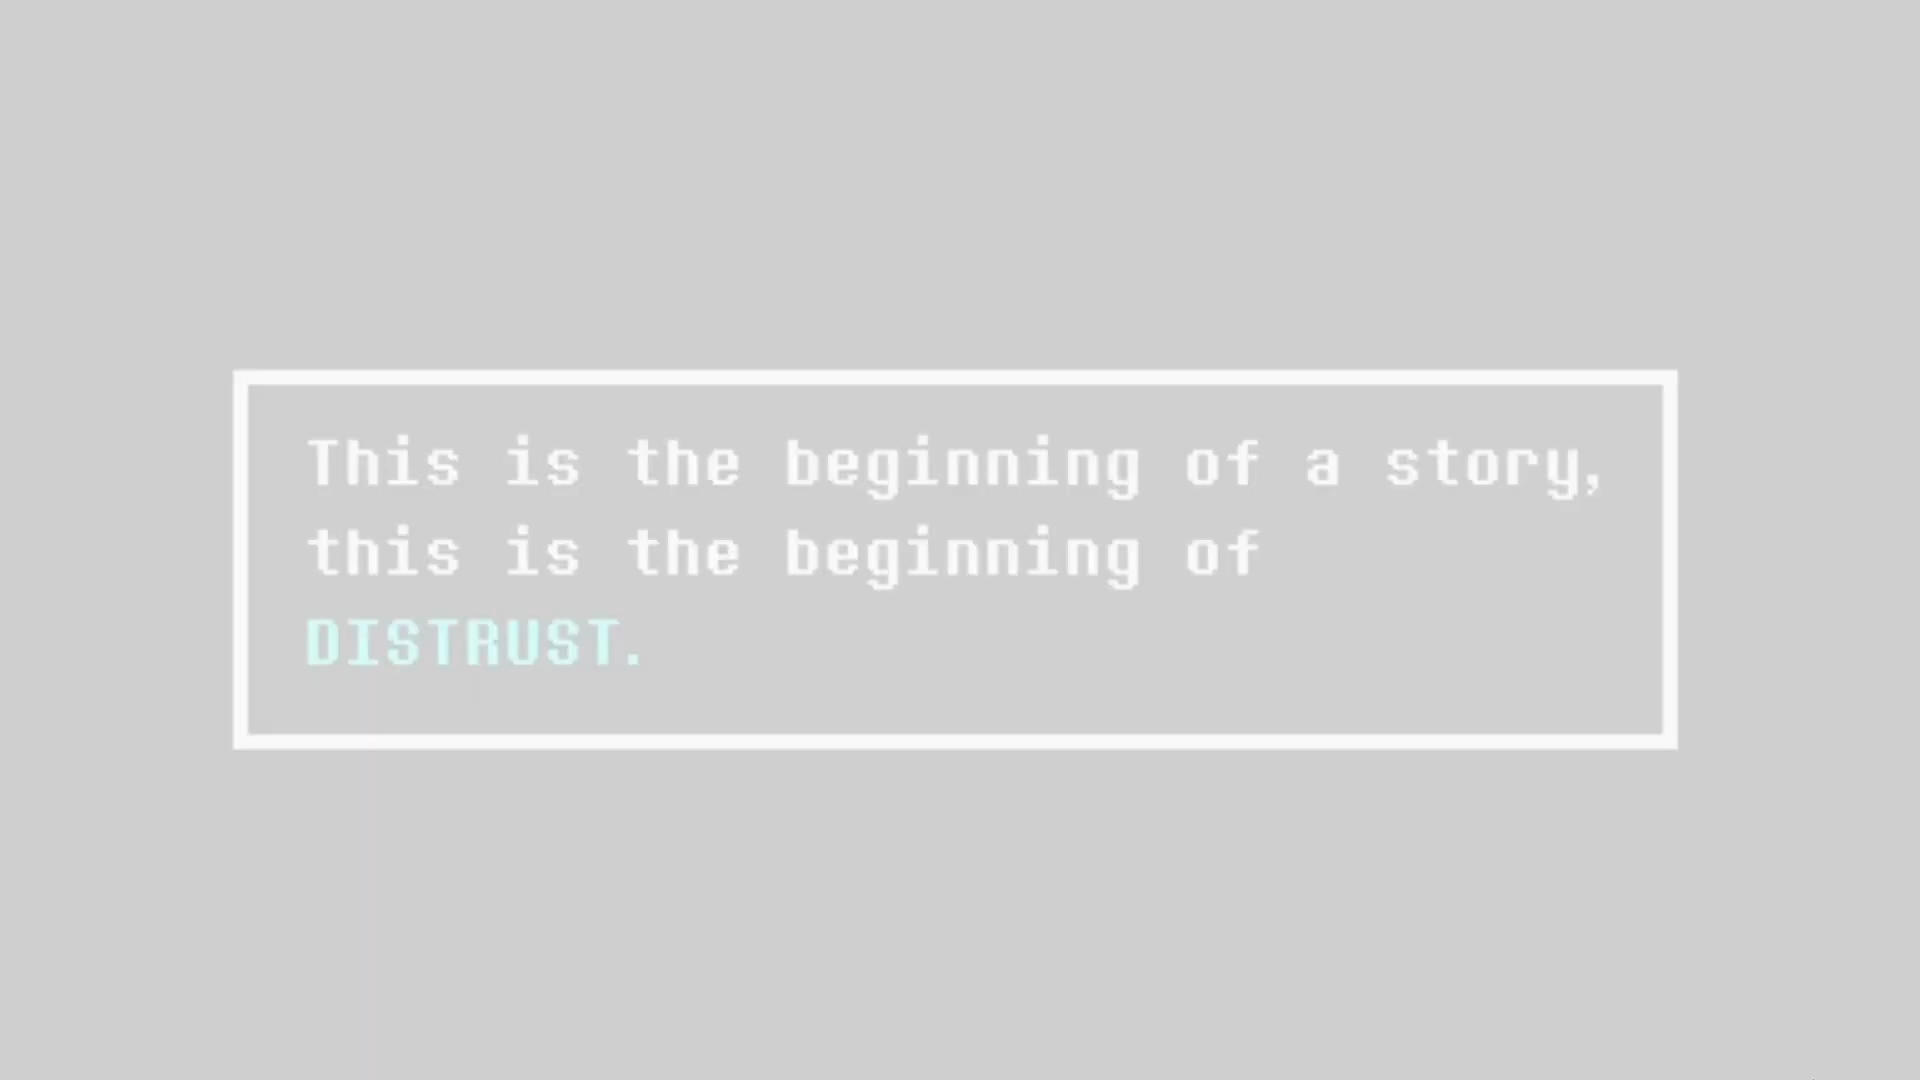 This is the beginning of a story,
this is the beginning of
DISTRUST.